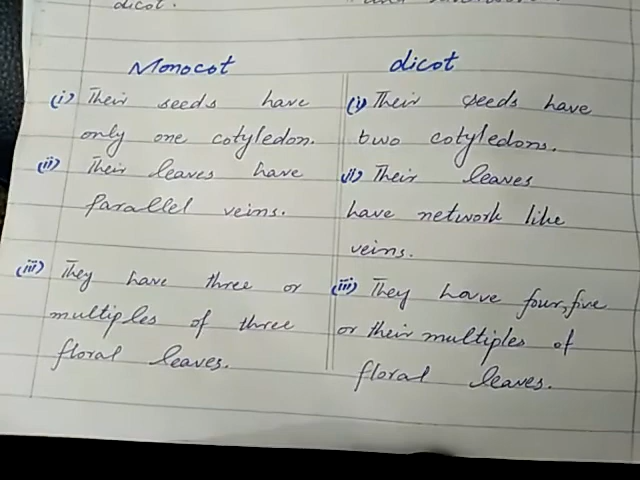 dicot.
Monocot
(i) Their seeds have
only one cotyledon.
(ii) Their leaves have
parallel veins.
(iii) They have three or
multiples of three
floral leaves.
dicot
(i) Their seeds have
two cotyledons.
(ii) Their leaves
have network like
veins.
(iii) They have four, five
or their multiples of
floral leaves.